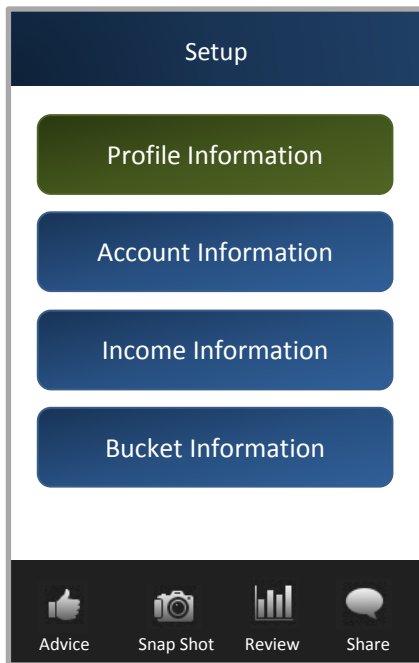 Setup
Profile Information
Account Information
Income Information
Bucket Information
Advice Snap Shot Review Share